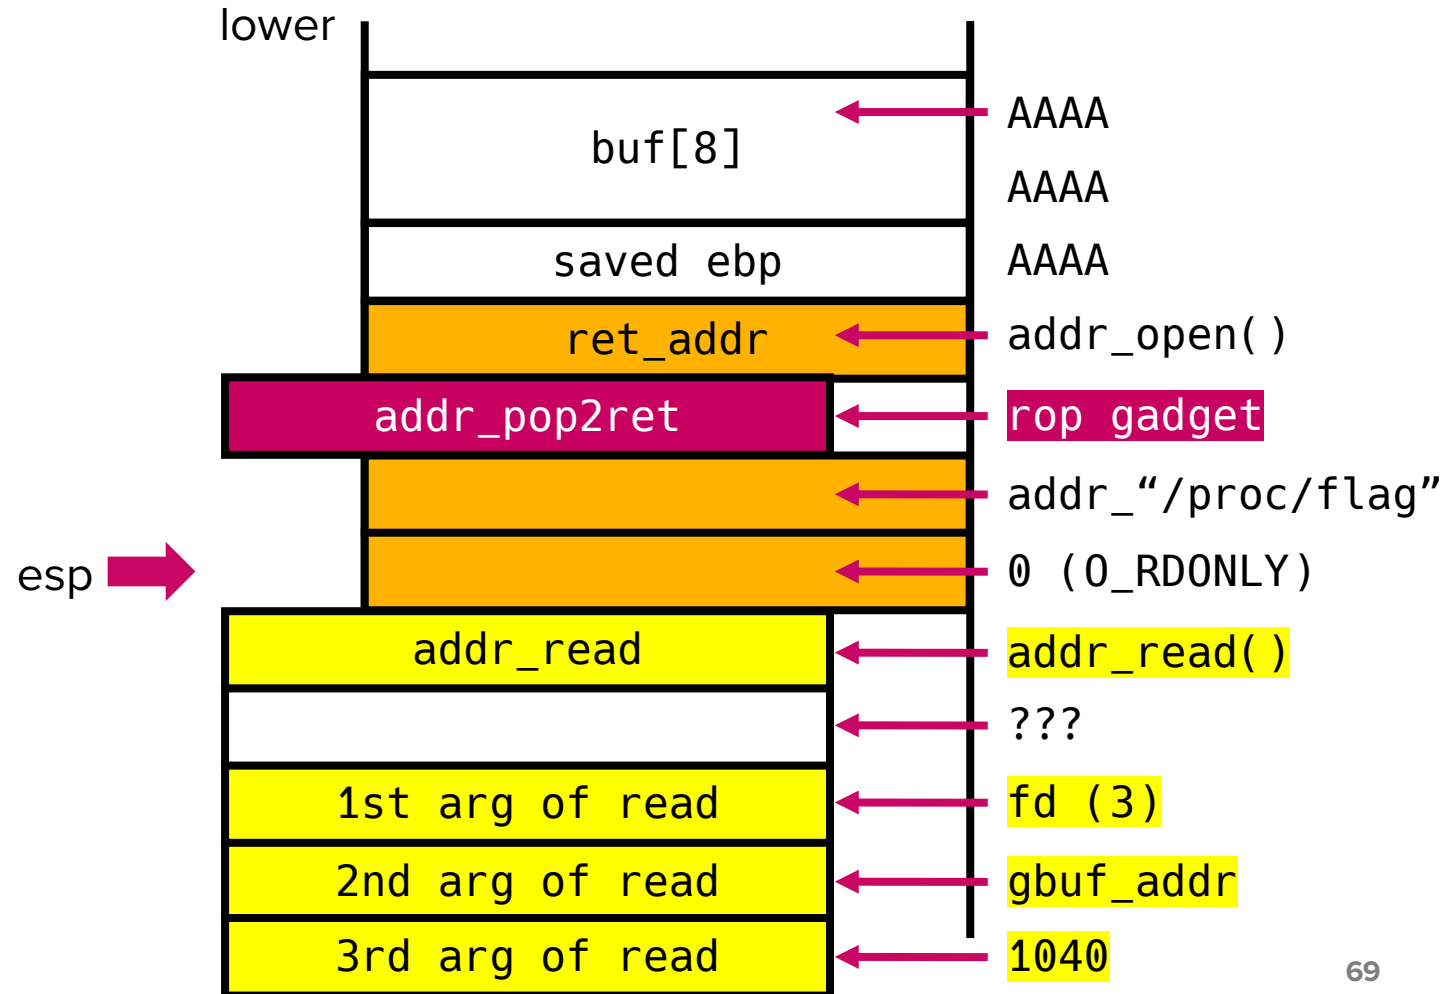 lower
AAAA
buf[8]
AAAA
saved ebp AAAA
ret_addr addr_open()
addr_pop2ret rop gadget
addr_“/proc/flag”
esp 0 (O_RDONLY)
addr_read addr_read()
???
1st arg of read fd (3)
2nd arg of read gbuf_addr
3rd arg of read 1040
69